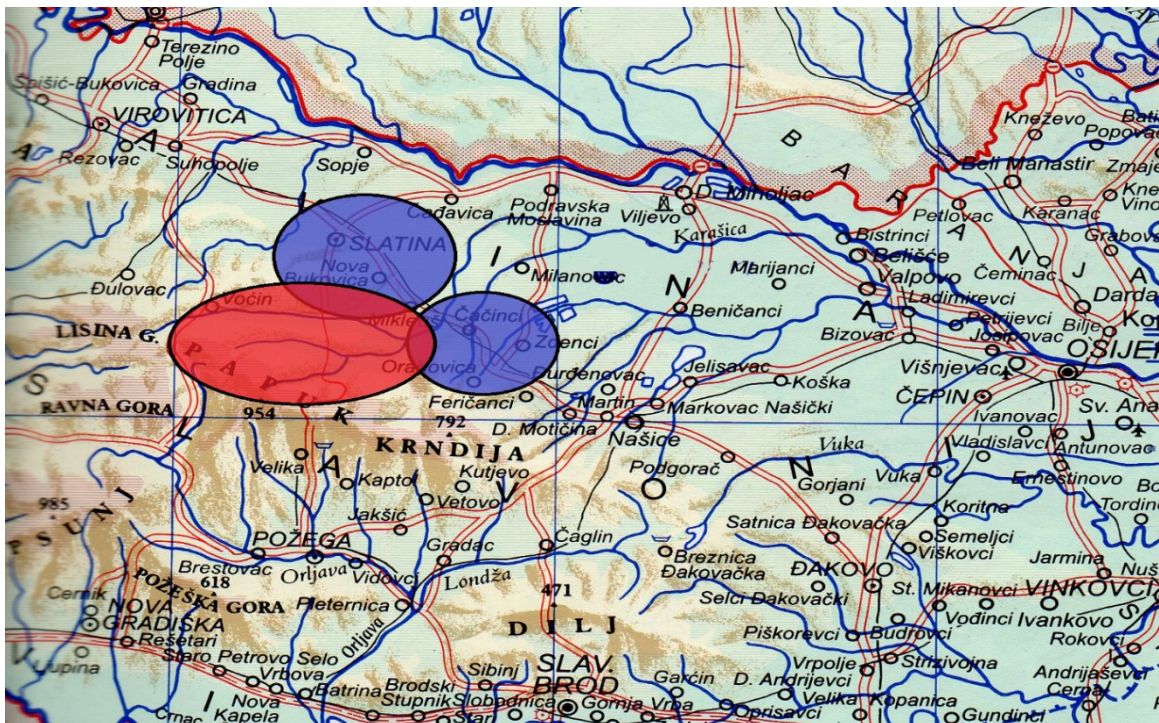 Terezino
Polje
Špišić-Bukovica
Gradina
VIROVITICA
Rezovac
Suhopolje
Sopje
Čađavica
Podravska
Moslavina
D. Miholjac
Viljevo
Karašica
Kneževo
Popovac
Beli Manastir
Karanac
Petlovac
Bistrinci
Belišće
Valpovo
Čeminac
Ladimirevci
Petrijevci
Josipovac
Bilje
Darda
SLATINA
Nova
Bukovica
Milanovac
Marijanci
Đulovac
Voćin
Čačinci
Zdenci
Beničanci
Bizovac
LISINA G.
PAPUK
Orahovica
Đurđenovac
Jelisavac
Koška
Višnjevac
ČEPIN
RAVNA GORA
954
Feričanci
792
Martin
Markovac Našički
D. Motičina
Našice
Ivanovac
Vladislavci
Antunovac
KRNDIJA
Velika
Kaptol
Kutjevo
Vetovo
Podgorač
Vuka
Vuka
Gorjani
Ernestinovo
985
PSUNJ
Jakšić
POŽEGA
Gradac
Čaglin
Satnica Đakovačka
Koritna
Semeljci
Viškovci
Brestovac
Orljava
Vidovci
Londža
Breznica
Đakovačka
ĐAKOVO
Jarmina
618
POŽEŠKA GORA
Pleternica
471
Selci Đakovački
St. Mikanovci
VINKOVCI
Cernik
NOVA
GRADIŠKA
Rešetari
Orljava
DILJ
Piškorevci
Budrovci
Vođinci
Ivankovo
Rokovci
Staro Petrovo Selo
Vrbova
Batrina
Sibinj
SLAV.
BROD
Garčin
D. Andrijevci
Vrpolje
Strizivojna
Andrijaševci
Nova
Kapela
Brodski
Stupnik
Slobodnica
Gornja Vrba
Oprisavci
Velika
Kopanica
Gundinci